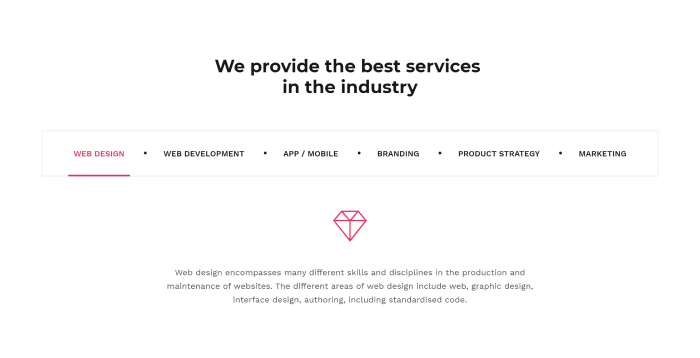 We provide the best services
in the industry
WEB DESIGN • WEB DEVELOPMENT • APP / MOBILE • BRANDING • PRODUCT STRATEGY • MARKETING
Web design encompasses many different skills and disciplines in the production and
maintenance of websites. The different areas of web design include web, graphic design,
interface design, authoring, including standardised code.